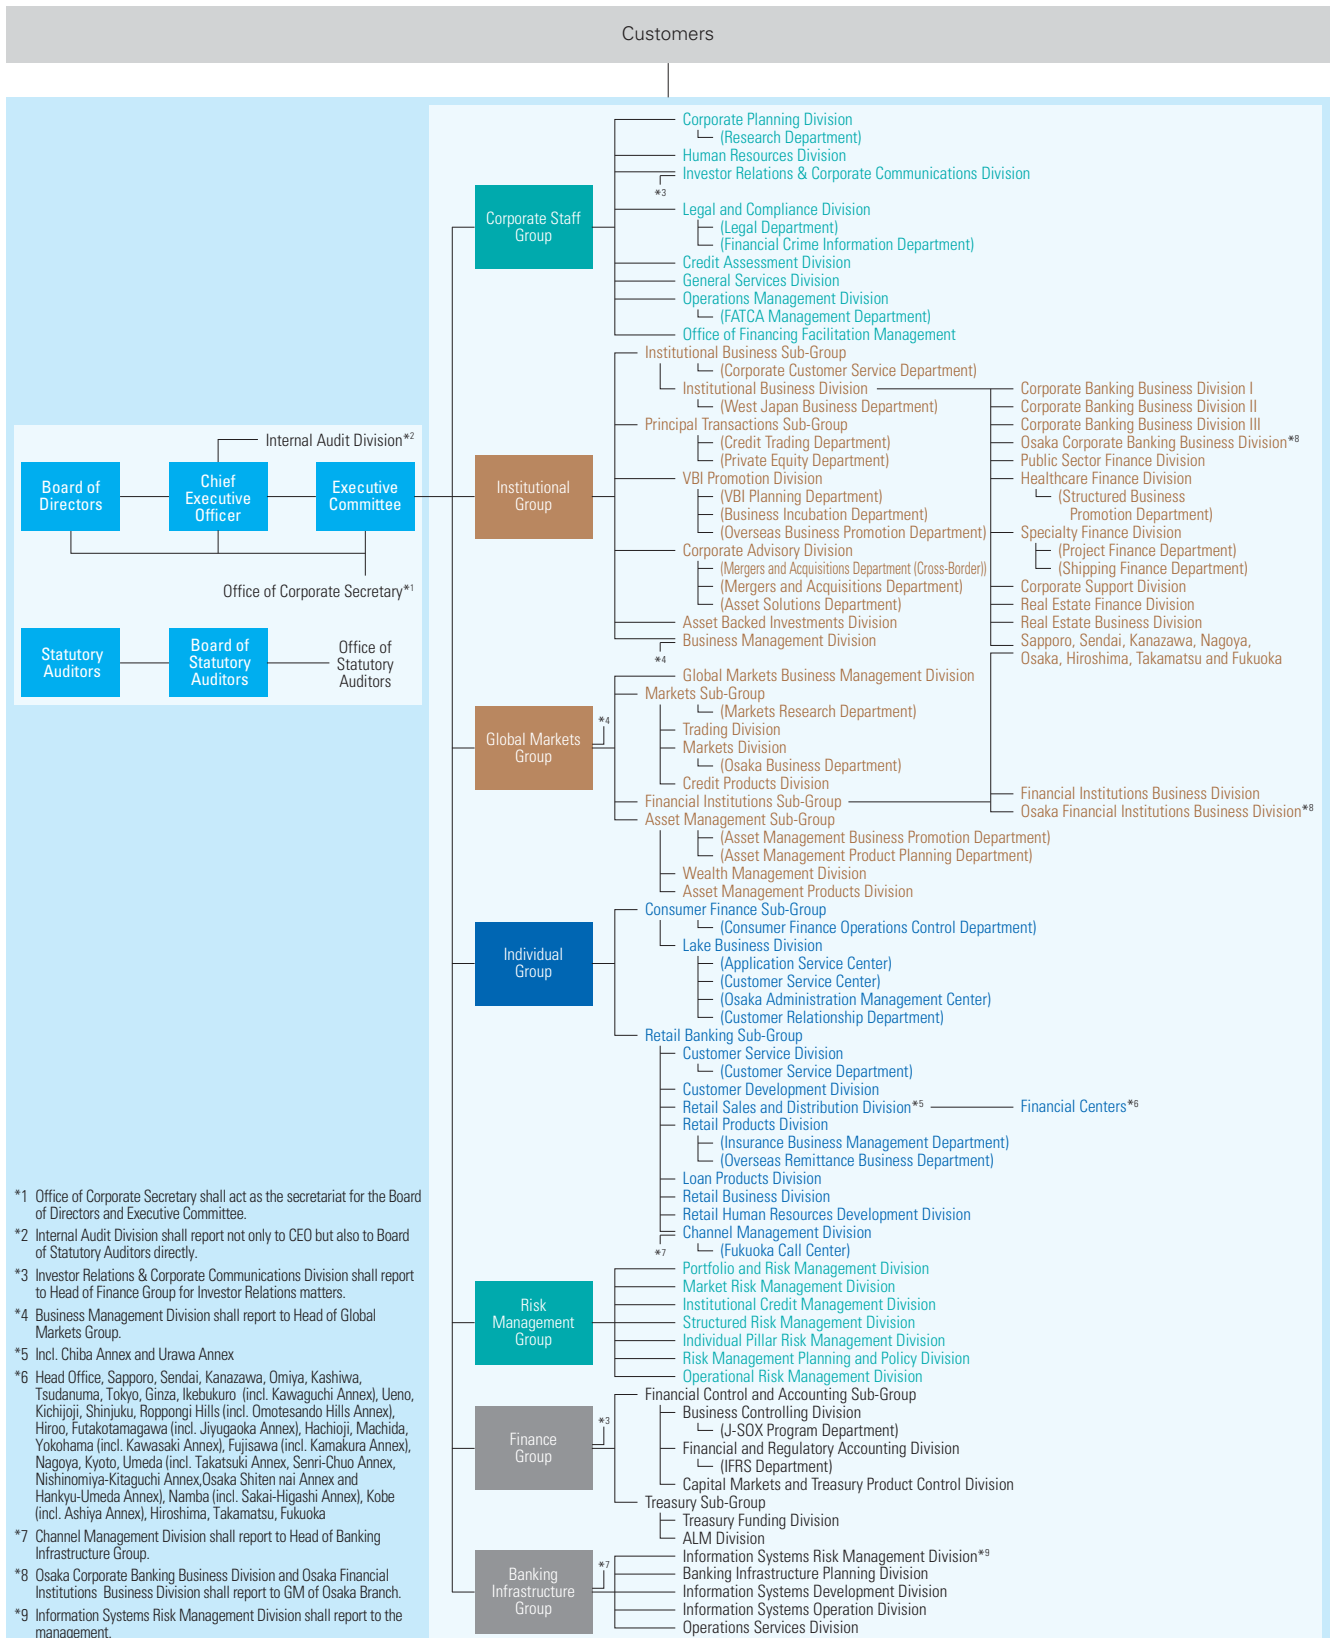 Customers
Internal Audit Division*2
Board of
Directors
Chief
Executive
Officer
Executive
Committee
Office of Corporate Secretary*1
Statutory
Auditors
Board of
Statutory
Auditors
Office of
Statutory
Auditors
Corporate Staff
Group
Corporate Planning Division
(Research Department)
Human Resources Division
Investor Relations & Corporate Communications Division
*3
Legal and Compliance Division
(Legal Department)
(Financial Crime Information Department)
Credit Assessment Division
General Services Division
Operations Management Division
(FATCA Management Department)
Office of Financing Facilitation Management
Institutional
Group
Institutional Business Sub-Group
(Corporate Customer Service Department)
Institutional Business Division
(West Japan Business Department)
Principal Transactions Sub-Group
(Credit Trading Department)
(Private Equity Department)
VBI Promotion Division
(VBI Planning Department)
(Business Incubation Department)
(Overseas Business Promotion Department)
Corporate Advisory Division
(Mergers and Acquisitions Department (Cross-Border))
(Mergers and Acquisitions Department)
(Asset Solutions Department)
Asset Backed Investments Division
Business Management Division
*4
Corporate Banking Business Division I
Corporate Banking Business Division II
Corporate Banking Business Division III
Osaka Corporate Banking Business Division*8
Public Sector Finance Division
Healthcare Finance Division
(Structured Business
Promotion Department)
Specialty Finance Division
(Project Finance Department)
(Shipping Finance Department)
Corporate Support Division
Real Estate Finance Division
Real Estate Business Division
Sapporo, Sendai, Kanazawa, Nagoya,
Osaka, Hiroshima, Takamatsu and Fukuoka
Global Markets
Group
*4
Global Markets Business Management Division
Markets Sub-Group
(Markets Research Department)
Trading Division
Markets Division
(Osaka Business Department)
Credit Products Division
Financial Institutions Sub-Group
Financial Institutions Business Division
Osaka Financial Institutions Business Division*8
Asset Management Sub-Group
(Asset Management Business Promotion Department)
(Asset Management Product Planning Department)
Wealth Management Division
Asset Management Products Division
Individual
Group
Consumer Finance Sub-Group
(Consumer Finance Operations Control Department)
Lake Business Division
(Application Service Center)
(Customer Service Center)
(Osaka Administration Management Center)
(Customer Relationship Department)
Retail Banking Sub-Group
Customer Service Division
(Customer Service Department)
Customer Development Division
Retail Sales and Distribution Division*5
Financial Centers*6
Retail Products Division
(Insurance Business Management Department)
(Overseas Remittance Business Department)
Loan Products Division
Retail Business Division
Retail Human Resources Development Division
Channel Management Division
*7
(Fukuoka Call Center)
Risk
Management
Group
Portfolio and Risk Management Division
Market Risk Management Division
Institutional Credit Management Division
Structured Risk Management Division
Individual Pillar Risk Management Division
Risk Management Planning and Policy Division
Operational Risk Management Division
Finance
Group
*3
Financial Control and Accounting Sub-Group
Business Controlling Division
(J-SOX Program Department)
Financial and Regulatory Accounting Division
(IFRS Department)
Capital Markets and Treasury Product Control Division
Treasury Sub-Group
Treasury Funding Division
ALM Division
Banking
Infrastructure
Group
*7
Information Systems Risk Management Division*9
Banking Infrastructure Planning Division
Information Systems Development Division
Information Systems Operation Division
Operations Services Division
*1 Office of Corporate Secretary shall act as the secretariat for the Board
of Directors and Executive Committee.
*2 Internal Audit Division shall report not only to CEO but also to Board
of Statutory Auditors directly.
*3 Investor Relations & Corporate Communications Division shall report
to Head of Finance Group for Investor Relations matters.
*4 Business Management Division shall report to Head of Global
Markets Group.
*5 Incl. Chiba Annex and Urawa Annex
*6 Head Office, Sapporo, Sendai, Kanazawa, Omiya, Kashiwa,
Tsudanuma, Tokyo, Ginza, Ikebukuro (incl. Kawaguchi Annex), Ueno,
Kichijoji, Shinjuku, Roppongi Hills (incl. Omotesando Hills Annex),
Hiroo, Futakotamagawa (incl. Jiyugaoka Annex), Hachioji, Machida,
Yokohama (incl. Kawasaki Annex), Fujisawa (incl. Kamakura Annex),
Nagoya, Kyoto, Umeda (incl. Takatsuki Annex, Senri-Chuo Annex,
Nishinomiya-Kitaguchi Annex,Osaka Shiten nai Annex and
Hankyu-Umeda Annex), Namba (incl. Sakai-Higashi Annex), Kobe
(incl. Ashiya Annex), Hiroshima, Takamatsu, Fukuoka
*7 Channel Management Division shall report to Head of Banking
Infrastructure Group.
*8 Osaka Corporate Banking Business Division and Osaka Financial
Institutions Business Division shall report to GM of Osaka Branch.
*9 Information Systems Risk Management Division shall report to the
management.